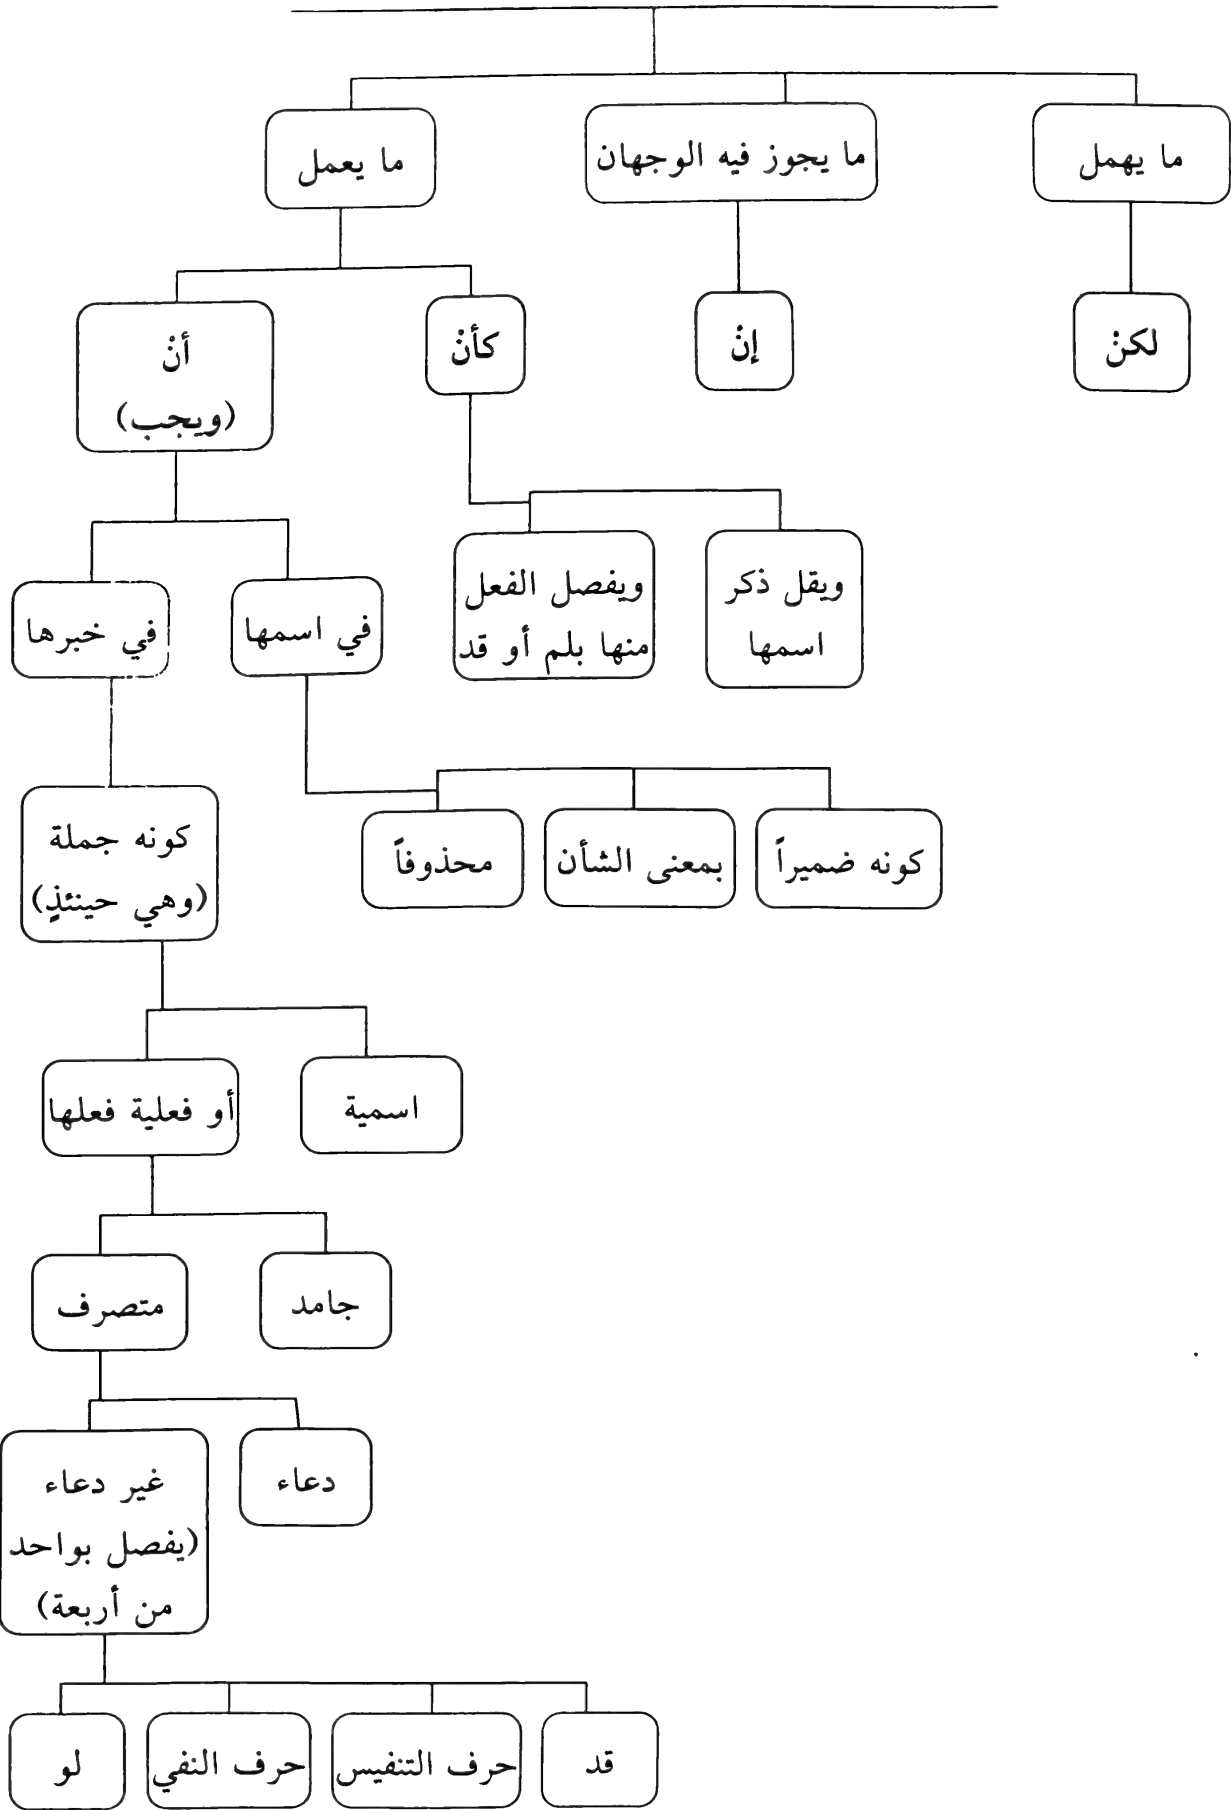 ما يهمل
ما يجوز فيه الوجهان
ما يعمل
لكنْ
إنْ
كأنْ
أنْ
(ويجب)
ويقل ذكر
اسمها
ويفصل الفعل
منها بلم أو قد
في اسمها
في خبرها
كونه ضميراً
بمعنى الشأن
محذوفاً
كونه جملة
(وهي حينئذٍ)
اسمية
أو فعلية فعلها
جامد
متصرف
دعاء
غير دعاء
(يفصل بواحد
من أربعة)
قد
حرف التنفيس
حرف النفي
لو